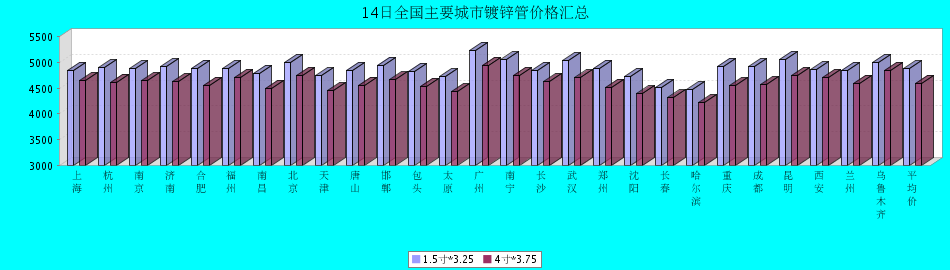 14日全国主要城市镀锌管价格汇总
5500
5000
4500
4000
3500
3000
上海 杭州 南京 济南 合肥 福州 南昌 北京 天津 唐山 邯郸 包头 太原 广州 南宁 长沙 武汉 郑州 沈阳 长春 哈尔滨 重庆 成都 昆明 西安 兰州 乌鲁木齐 平均价
1.5寸*3.25 4寸*3.75